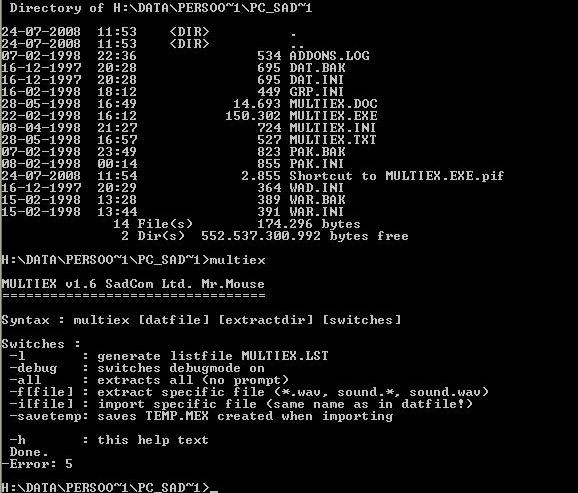 Directory of H:\DATA\PERSOO~1\PC_SAD~1
24-07-2008  11:53    <DIR>          .
24-07-2008  11:53    <DIR>          ..
07-02-1998  22:36               534 ADDONS.LOG
16-12-1997  20:28               695 DAT.BAK
16-12-1997  20:28               695 DAT.INI
16-02-1998  18:12               449 GRP.INI
28-05-1998  16:49            14.693 MULTIEX.DOC
22-02-1998  16:12           150.302 MULTIEX.EXE
08-04-1998  21:27               724 MULTIEX.INI
28-05-1998  16:57               527 MULTIEX.TXT
07-02-1998  23:49               823 PAK.BAK
08-02-1998  00:14               855 PAK.INI
24-07-2008  11:54             2.855 Shortcut to MULTIEX.EXE.pif
16-12-1997  20:29               364 WAD.INI
15-02-1998  13:28               389 WAR.BAK
15-02-1998  13:44               391 WAR.INI
14 File(s)        174.296 bytes
2 Dir(s)  552.537.300.992 bytes free
H:\DATA\PERSOO~1\PC_SAD~1>multiex
MULTIEX v1.6 SadCom Ltd. Mr.Mouse
=================================
Syntax : multiex [datfile] [extractdir] [switches]
Switches :
-l       : generate listfile MULTIEX.LST
-debug   : switches debugmode on
-all     : extracts all (no prompt)
-f[file] : extract specific file (*.wav, sound.*, sound.wav)
-i[file] : import specific file (same name as in datfile!)
-savetemp: saves TEMP.MEX created when importing
-h       : this help text
Done.
-Error: 5
H:\DATA\PERSOO~1\PC_SAD~1>_